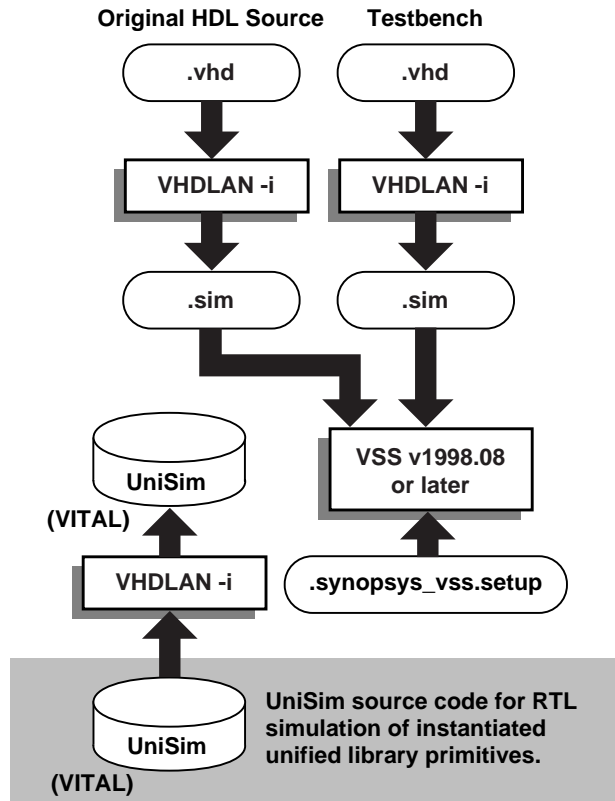 Original HDL Source
Testbench
.vhd
.vhd
VHDLAN -i
VHDLAN -i
.sim
.sim
VSS v1998.08
or later
UniSim
(VITAL)
VHDLAN -i
.synopsys_vss.setup
UniSim
(VITAL)
UniSim source code for RTL
simulation of instantiated
unified library primitives.